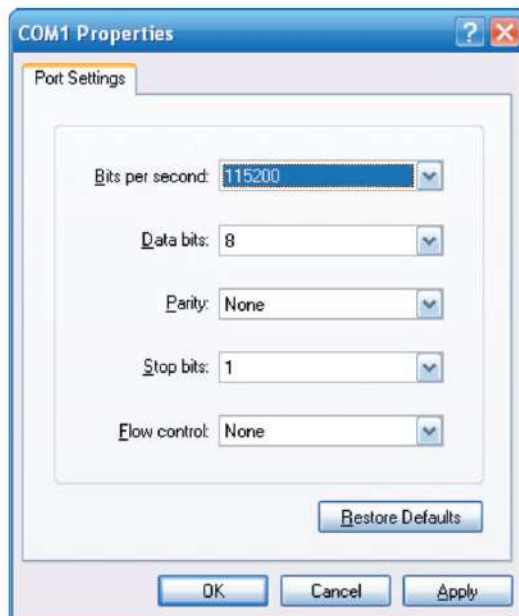 COM1 Properties
Port Settings
Bits per second: 115200
Data bits: 8
Parity: None
Stop bits: 1
Flow control: None
Restore Defaults
OK Cancel Apply